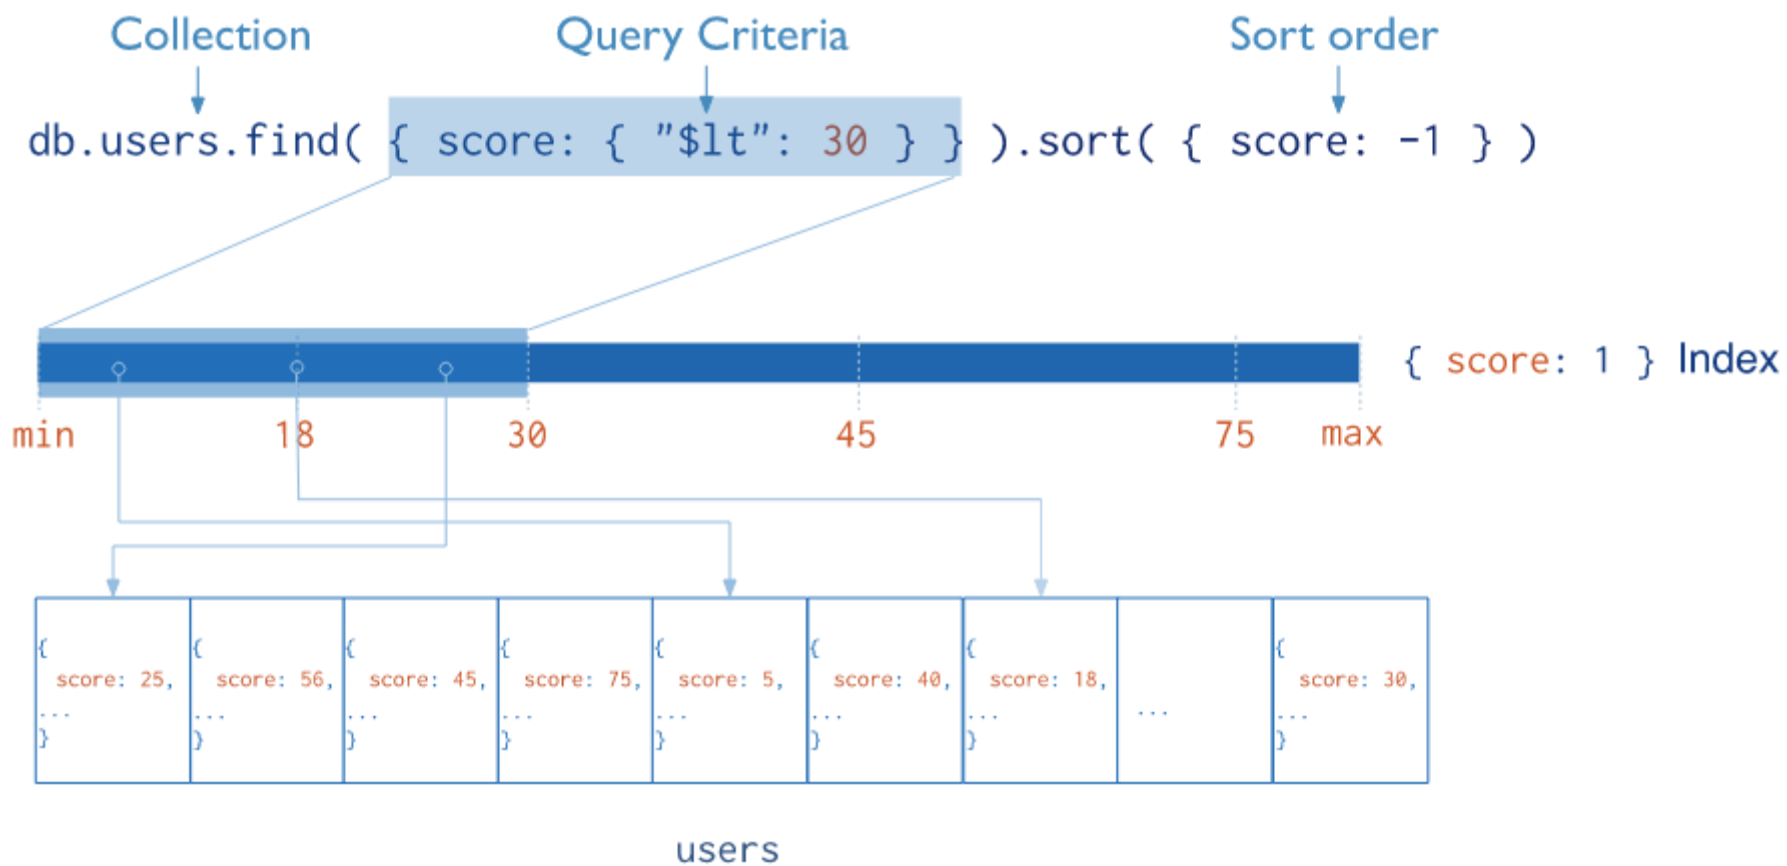 Collection Query Criteria Sort order
db.users.find( { score: { "$lt": 30 } } ).sort( { score: -1 } )
{ score: 1 } Index
min 18 30 45 75 max
{ { { { { { { {
score: 25, score: 56, score: 45, score: 75, score: 5, score: 40, score: 18, score: 30,
... ... ... ... ... ... ... ... ...
} } } } } } } }
users